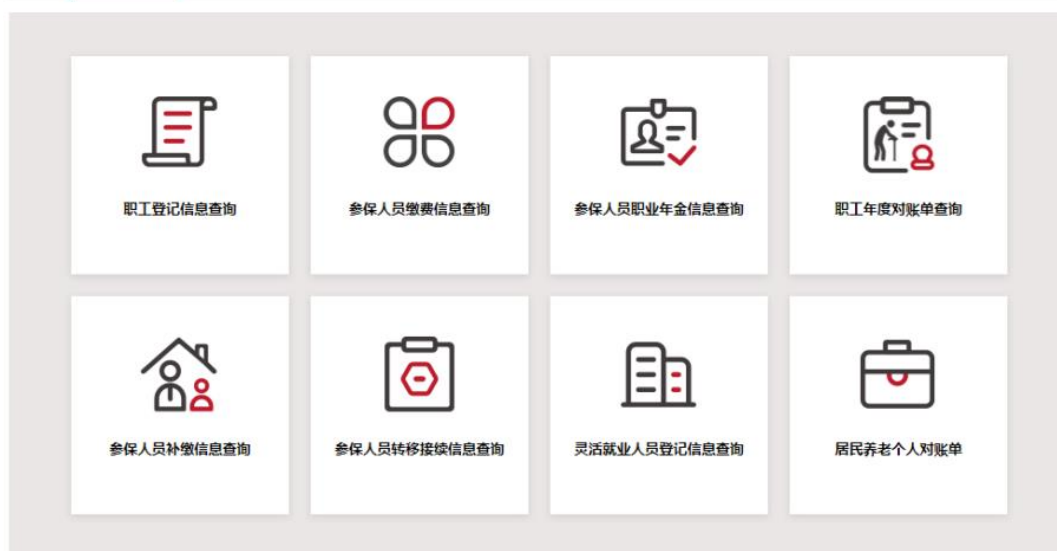 职工登记信息查询
参保人员缴费信息查询
参保人员职业年金信息查询
职工年度对账单查询
参保人员补缴信息查询
参保人员转移接续信息查询
灵活就业人员登记信息查询
居民养老个人对账单